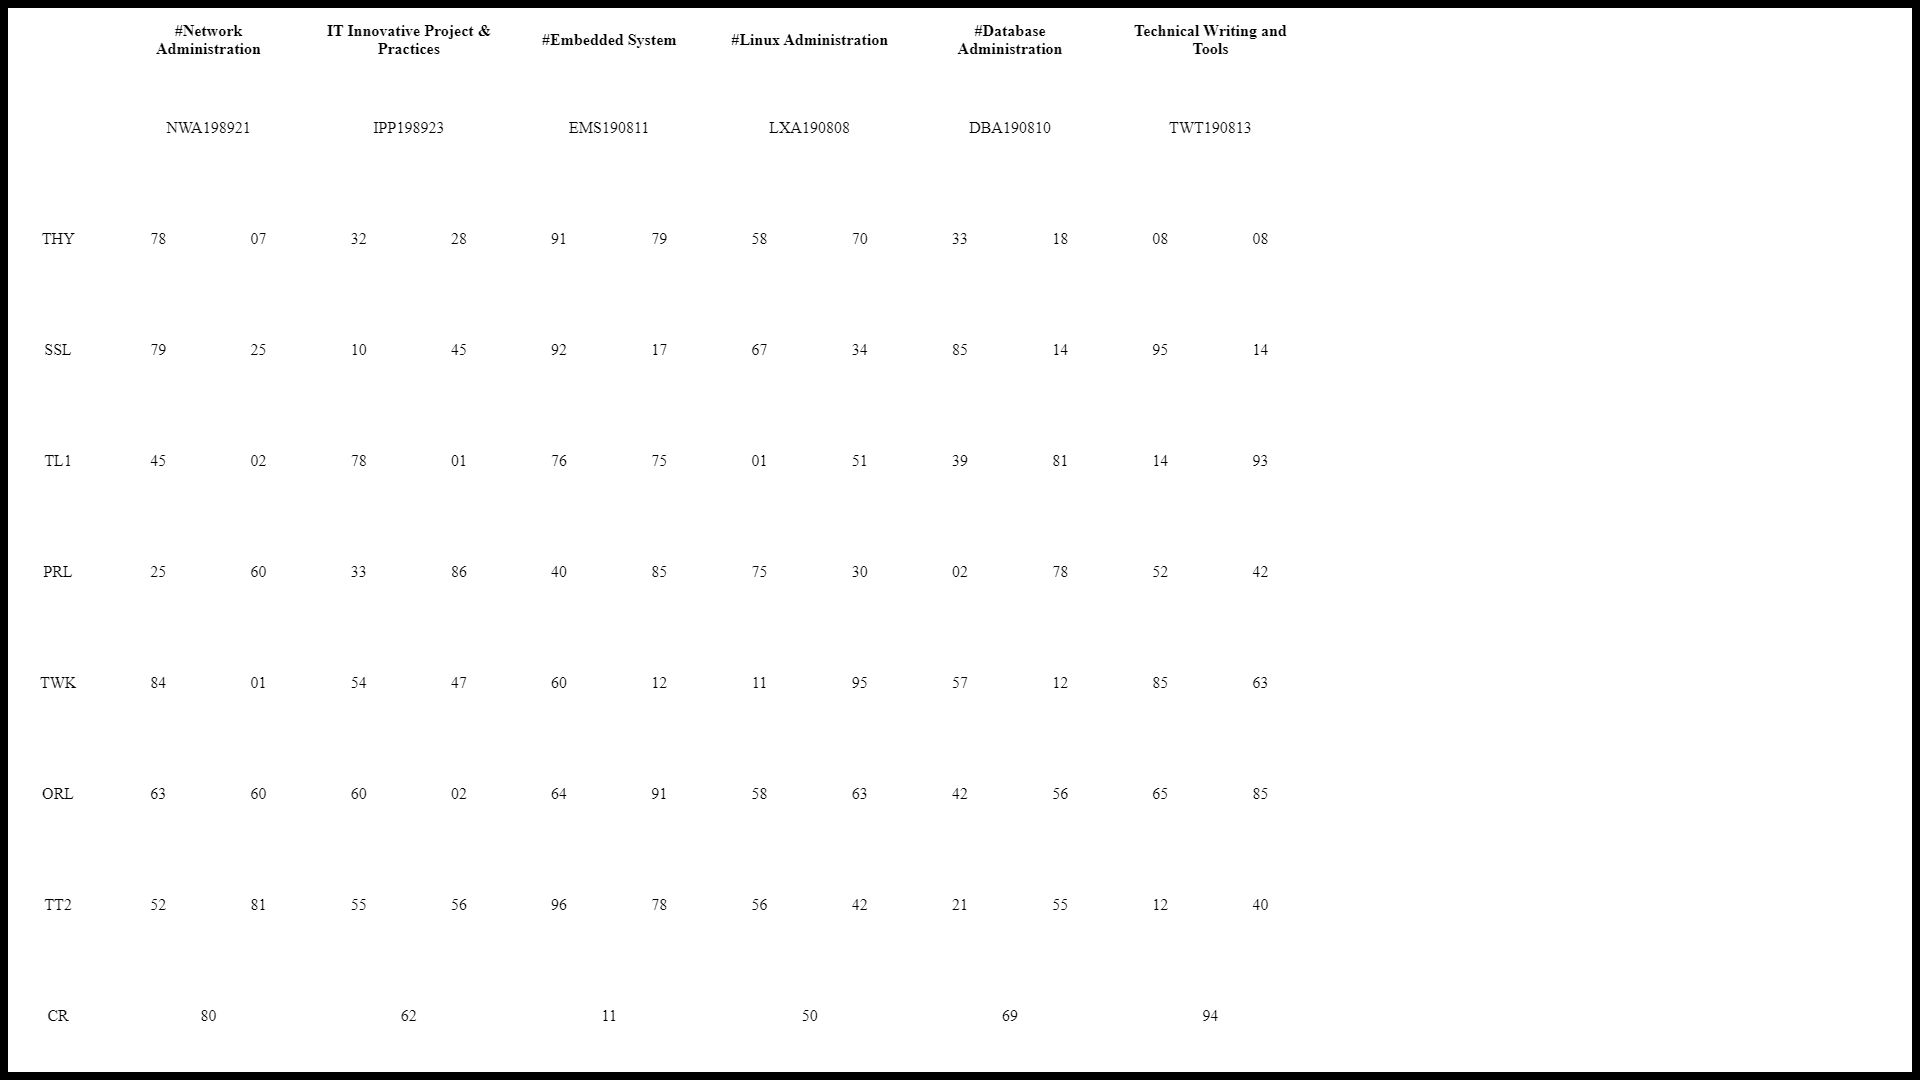 #Network Administration IT Innovative Project & Practices #Embedded System #Linux Administration #Database Administration Technical Writing and Tools
NWA198921 IPP198923 EMS190811 LXA190808 DBA190810 TWT190813
THY 78 07 32 28 91 79 58 70 33 18 08 08
SSL 79 25 10 45 92 17 67 34 85 14 95 14
TL1 45 02 78 01 76 75 01 51 39 81 14 93
PRL 25 60 33 86 40 85 75 30 02 78 52 42
TWK 84 01 54 47 60 12 11 95 57 12 85 63
ORL 63 60 60 02 64 91 58 63 42 56 65 85
TT2 52 81 55 56 96 78 56 42 21 55 12 40
CR 80 62 11 50 69 94